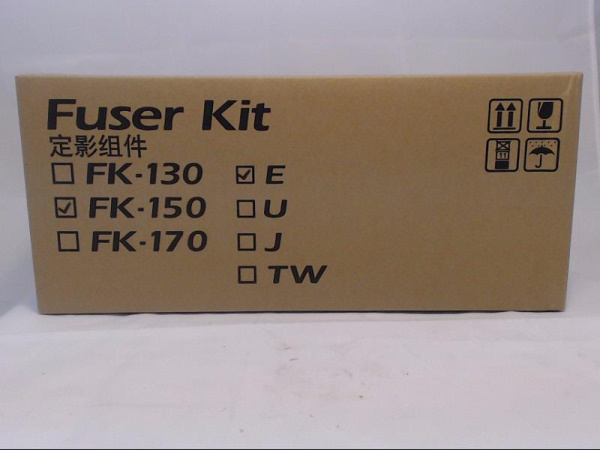 Fuser Kit
定影组件
☐ FK-130 ☑ E
☑ FK-150 ☐ U
☐ FK-170 ☐ J
☐ TW